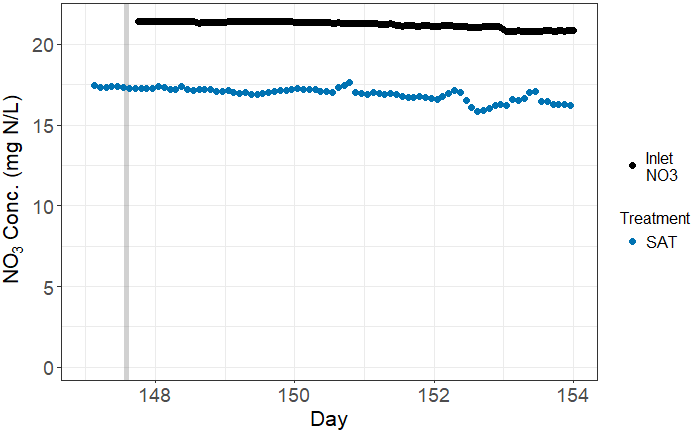 NO3 Conc. (mg N/L)
20
15
10
5
0
148 150 152 154
Day
Inlet
NO3
Treatment
SAT